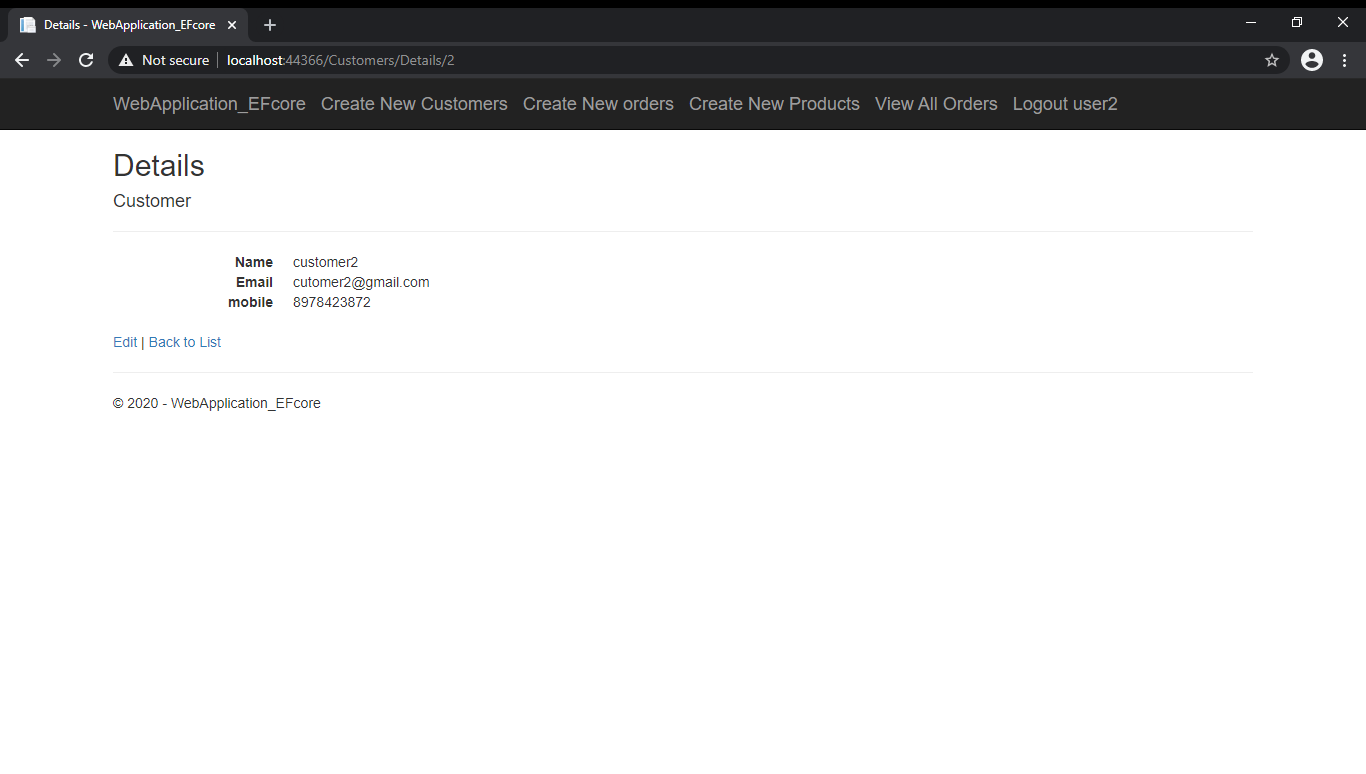 Details - WebApplication_EFcore
Not secure | localhost:44366/Customers/Details/2
WebApplication_EFcore Create New Customers Create New orders Create New Products View All Orders Logout user2
Details
Customer
Name customer2
Email cutomer2@gmail.com
mobile 8978423872
Edit | Back to List
© 2020 - WebApplication_EFcore